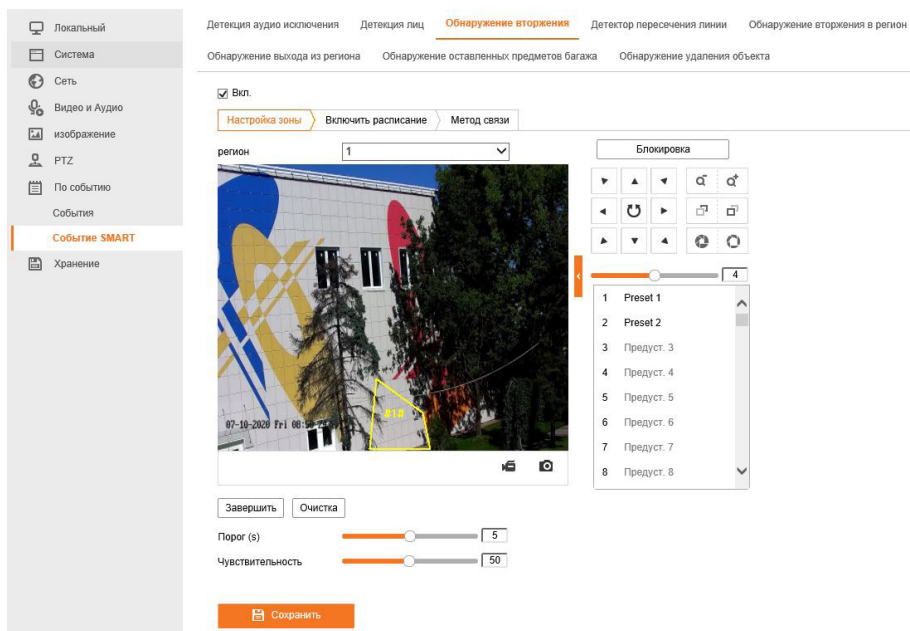 Локальный
Система
Сеть
Видео и Аудио
изображение
PTZ
По событию
События
Событие SMART
Хранение
Детекция аудио исключения Детекция лиц Обнаружение вторжения Детектор пересечения линии Обнаружение вторжения в регион
Обнаружение выхода из региона Обнаружение оставленных предметов багажа Обнаружение удаления объекта
Вкл.
Настройка зоны Включить расписание Метод связи
регион 1
#1#
07-10-2020 Fri 08:50
Завершить Очистка
Порог (s) 5
Чувствительность 50
Сохранить
Блокировка
4
1 Preset 1
2 Preset 2
3 Предуст. 3
4 Предуст. 4
5 Предуст. 5
6 Предуст. 6
7 Предуст. 7
8 Предуст. 8